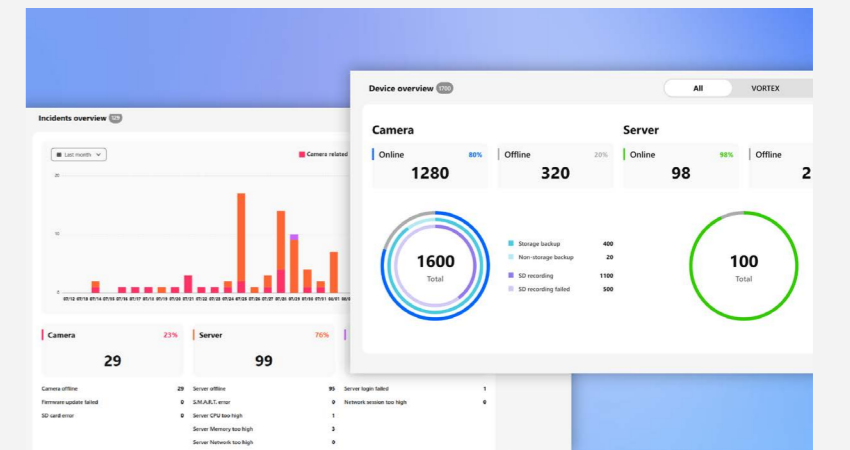 Device overview 1700
All VORTEX
Camera Server
Online 80% Offline 20% Online 98% Offline
1280 320 98 2
1600
Total
Storage backup 400
Non-storage backup 20
SD recording 1100
SD recording failed 500
100
Total
Incidents overview 129
Last month
Camera related
20
10
0
Camera 23% Server 76%
29 99
Camera offline 29 Server offline 95 Server login failed 1
Firmware update failed 0 S.M.A.R.T. error 0 Network session too high 0
SD card error 0 Server CPU too high 1
Server Memory too high 3
Server Network too high 0